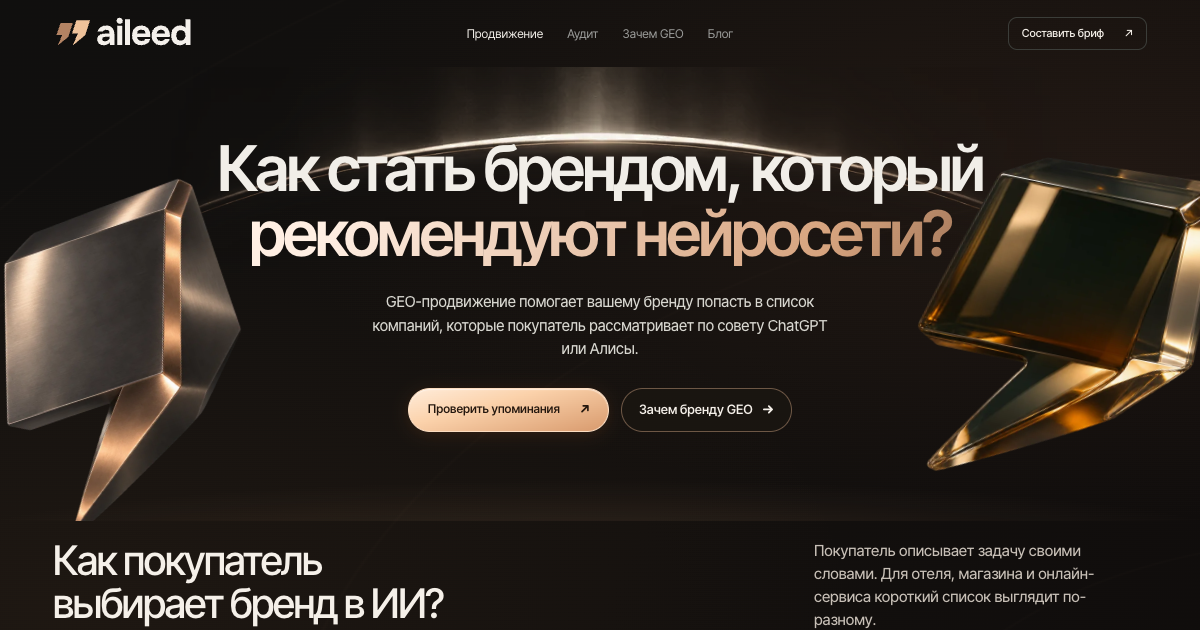 aileed
Продвижение
Аудит
Зачем GEO
Блог
Составить бриф
Как стать брендом, который
рекомендуют нейросети?
GEO-продвижение помогает вашему бренду попасть в список
компаний, которые покупатель рассматривает по совету ChatGPT
или Алисы.
Проверить упоминания
Зачем бренду GEO
Как покупатель
выбирает бренд в ИИ?
Покупатель описывает задачу своими
словами. Для отеля, магазина и онлайн-
сервиса короткий список выглядит по-
разному.